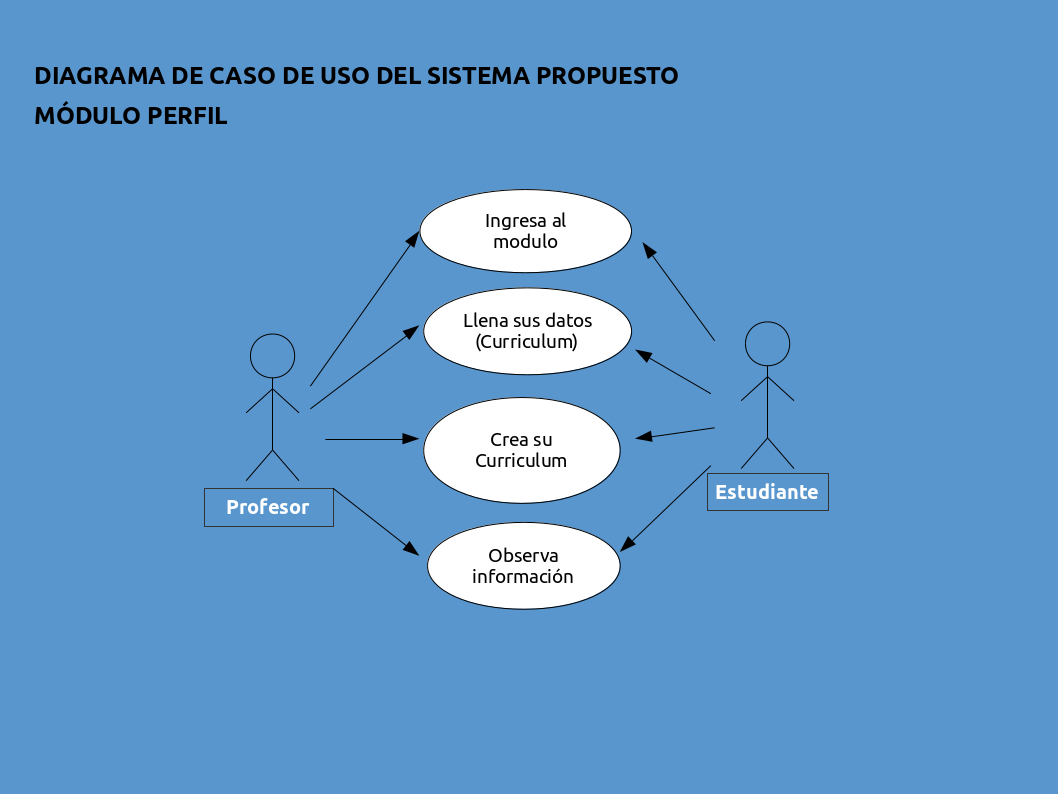 DIAGRAMA DE CASO DE USO DEL SISTEMA PROPUESTO
MÓDULO PERFIL
Ingresa al
modulo
Llena sus datos
(Curriculum)
Crea su
Curriculum
Observa
información
Profesor
Estudiante